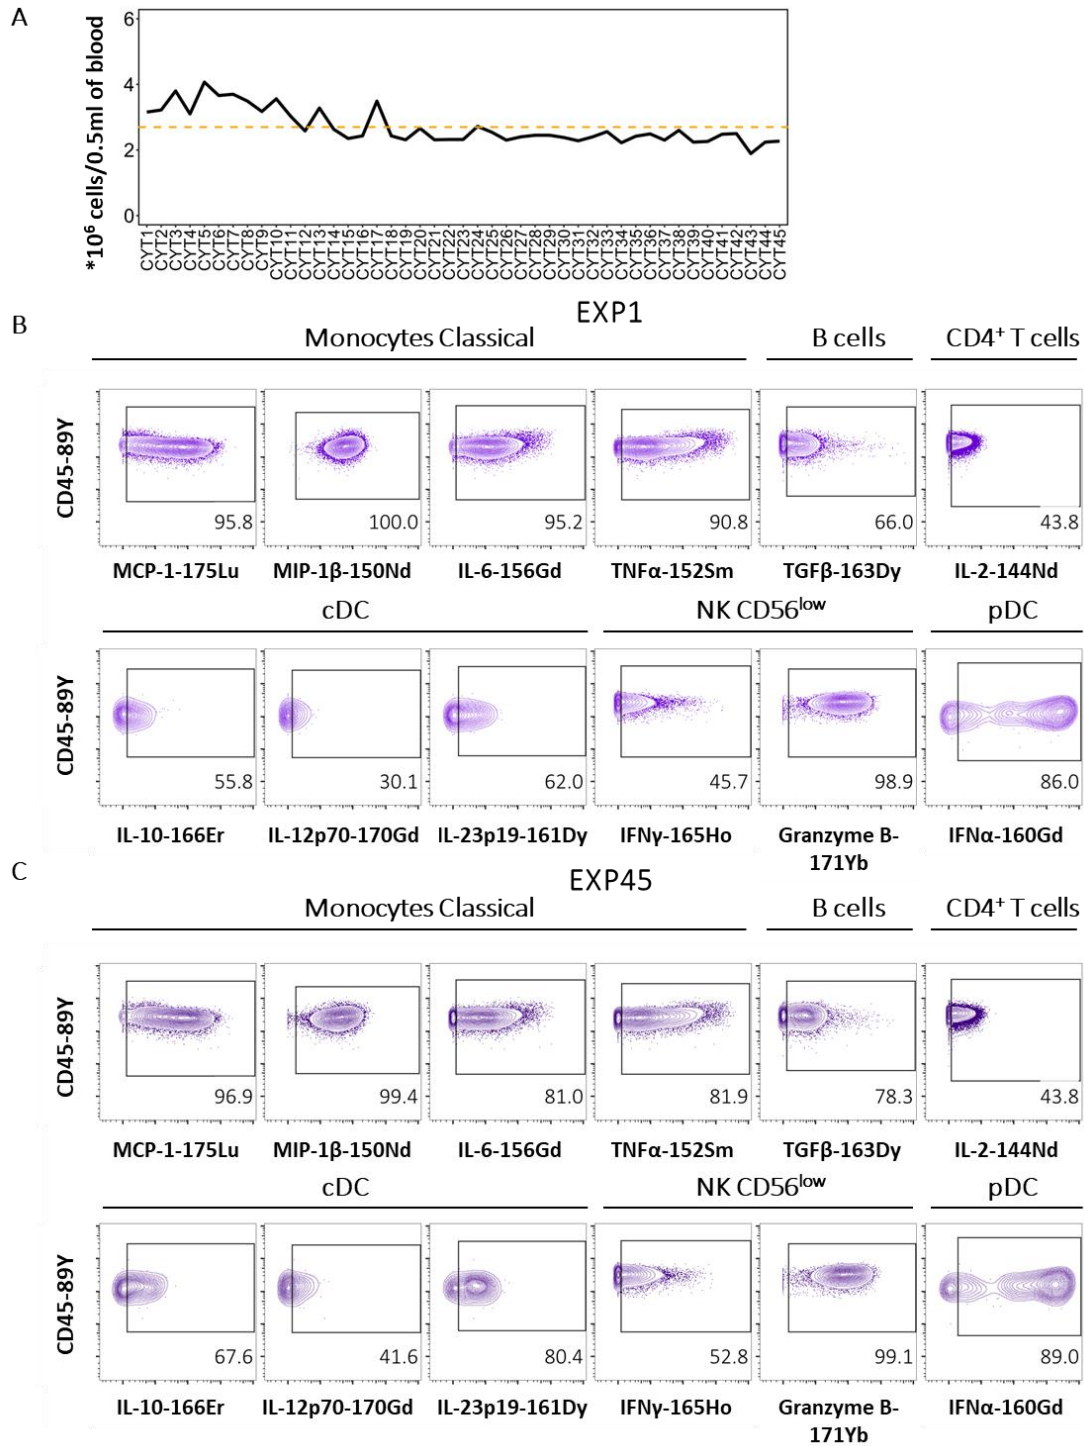 A
*10⁶ cells/0.5ml of blood
6
4
2
0
CYT1
CYT2
CYT3
CYT4
CYT5
CYT6
CYT7
CYT8
CYT9
CYT10
CYT11
CYT12
CYT13
CYT14
CYT15
CYT16
CYT17
CYT18
CYT19
CYT20
CYT21
CYT22
CYT23
CYT24
CYT25
CYT26
CYT27
CYT28
CYT29
CYT30
CYT31
CYT32
CYT33
CYT34
CYT35
CYT36
CYT37
CYT38
CYT39
CYT40
CYT41
CYT42
CYT43
CYT44
CYT45
B
EXP1
Monocytes Classical B cells CD4⁺ T cells
CD45-89Y
95.8 100.0 95.2 90.8 66.0 43.8
MCP-1-175Lu MIP-1β-150Nd IL-6-156Gd TNFα-152Sm TGFβ-163Dy IL-2-144Nd
cDC NK CD56ˡᵒʷ pDC
CD45-89Y
55.8 30.1 62.0 45.7 98.9 86.0
IL-10-166Er IL-12p70-170Gd IL-23p19-161Dy IFNγ-165Ho Granzyme B- IFNα-160Gd
171Yb
C
EXP45
Monocytes Classical B cells CD4⁺ T cells
CD45-89Y
96.9 99.4 81.0 81.9 78.3 43.8
MCP-1-175Lu MIP-1β-150Nd IL-6-156Gd TNFα-152Sm TGFβ-163Dy IL-2-144Nd
cDC NK CD56ˡᵒʷ pDC
CD45-89Y
67.6 41.6 80.4 52.8 99.1 89.0
IL-10-166Er IL-12p70-170Gd IL-23p19-161Dy IFNγ-165Ho Granzyme B- IFNα-160Gd
171Yb